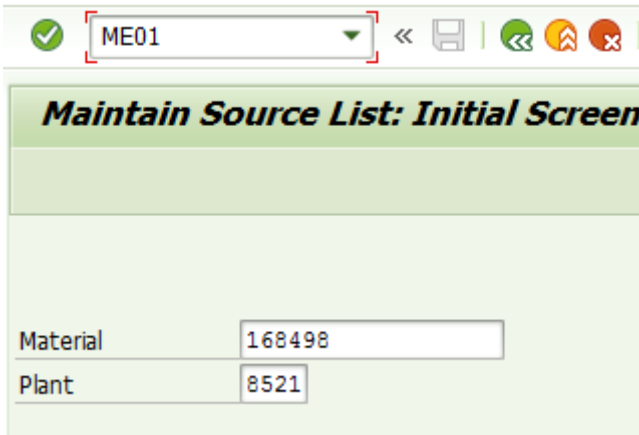 ME01
Maintain Source List: Initial Screen
Material 168498
Plant 8521